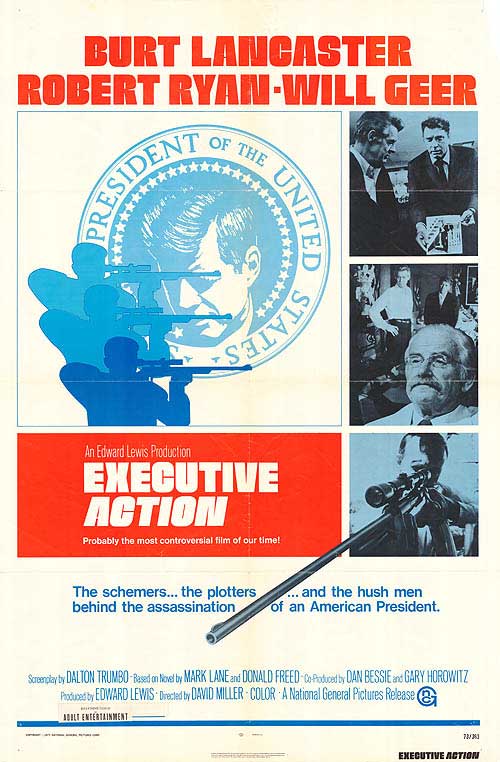 BURT LANCASTER
ROBERT RYAN·WILL GEER
PRESIDENT OF THE UNITED STATES
An Edward Lewis Production
EXECUTIVE
ACTION
Probably the most controversial film of our time!
The schemers... the plotters ...and the hush men
behind the assassination of an American President.
Screenplay by DALTON TRUMBO · Based on Novel by MARK LANE and DONALD FREED · Co-Produced by DAN BESSIE and GARY HOROWITZ
Produced by EDWARD LEWIS · Directed by DAVID MILLER · COLOR · A National General Pictures Release
ADULT ENTERTAINMENT
73/343
EXECUTIVE ACTION